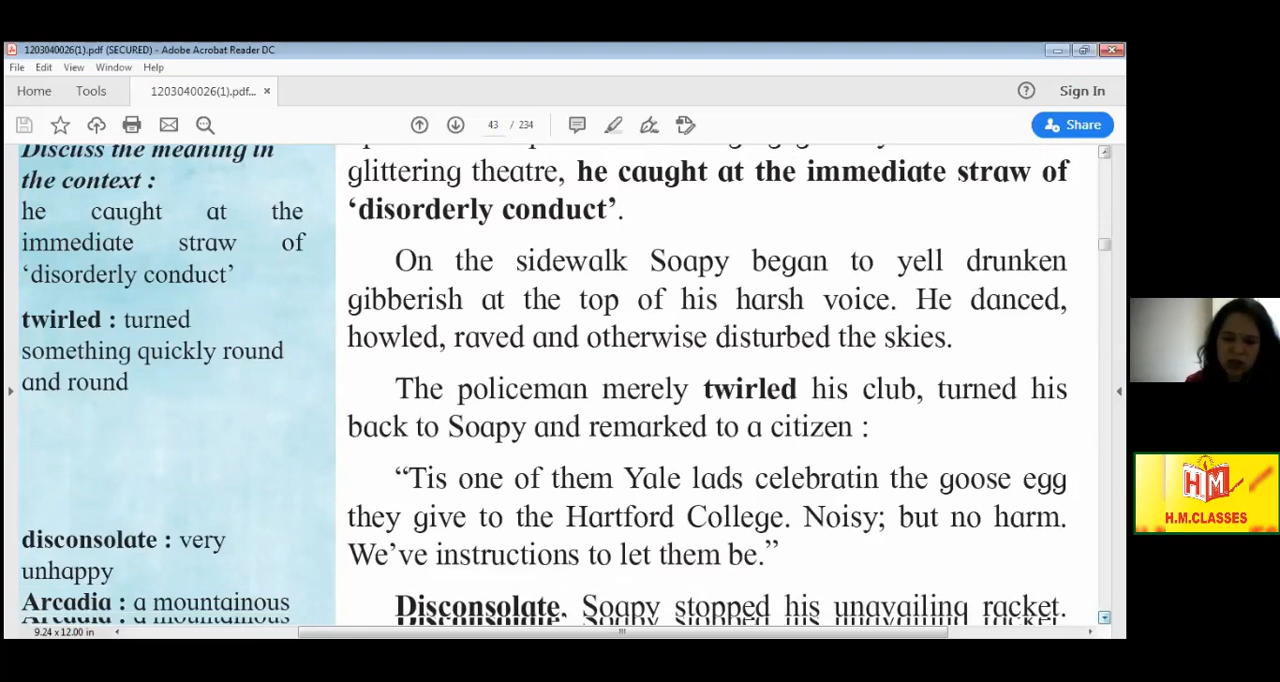 1203040026(1).pdf (SECURED) - Adobe Acrobat Reader DC
File Edit View Window Help
Home Tools 1203040026(1).pdf... × Sign In
43 / 234 Share
Discuss the meaning in
the context :
he caught at the
immediate straw of
‘disorderly conduct’
twirled : turned
something quickly round
and round
disconsolate : very
unhappy
Arcadia : a mountainous
glittering theatre, he caught at the immediate straw of
‘disorderly conduct’.
On the sidewalk Soapy began to yell drunken
gibberish at the top of his harsh voice. He danced,
howled, raved and otherwise disturbed the skies.
The policeman merely twirled his club, turned his
back to Soapy and remarked to a citizen :
“Tis one of them Yale lads celebratin the goose egg
they give to the Hartford College. Noisy; but no harm.
We’ve instructions to let them be.”
Disconsolate, Soapy stopped his unavailing racket.
9.24 x 12.00 in
HM
H.M.CLASSES